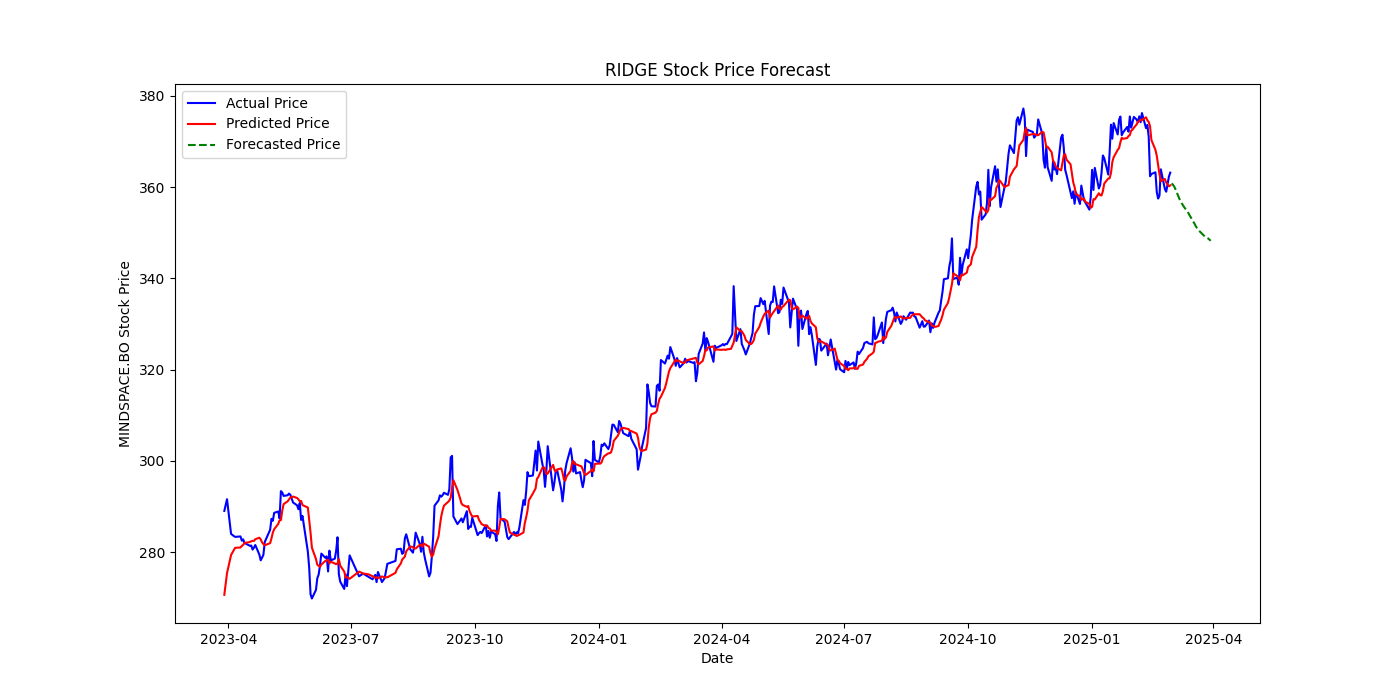 RIDGE Stock Price Forecast
Actual Price
Predicted Price
Forecasted Price
MINDSPACE.BO Stock Price
380
360
340
320
300
280
2023-04
2023-07
2023-10
2024-01
2024-04
2024-07
2024-10
2025-01
2025-04
Date